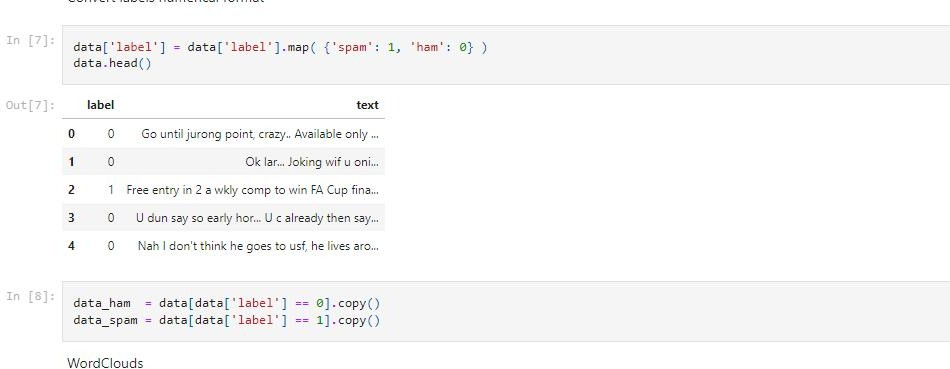 Convert labels numerical format
In [7]: data['label'] = data['label'].map( {'spam': 1, 'ham': 0} )
data.head()
Out[7]: label text
0 0 Go until jurong point, crazy.. Available only ...
1 0 Ok lar... Joking wif u oni...
2 1 Free entry in 2 a wkly comp to win FA Cup fina...
3 0 U dun say so early hor... U c already then say...
4 0 Nah I don't think he goes to usf, he lives aro...
In [8]: data_ham  = data[data['label'] == 0].copy()
data_spam = data[data['label'] == 1].copy()
WordClouds